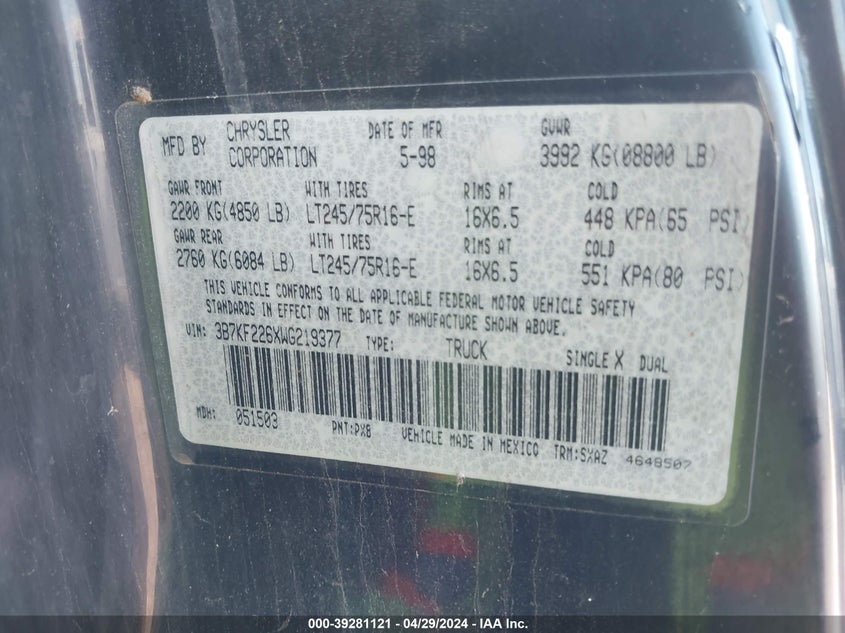 MFD BY CHRYSLER CORPORATION DATE OF MFR 5-98 GVWR 3992 KG(08800 LB)
GAWR FRONT WITH TIRES RIMS AT COLD
2200 KG(4850 LB) LT245/75R16-E 16X6.5 448 KPA(65 PSI)
GAWR REAR WITH TIRES RIMS AT COLD
2760 KG(6084 LB) LT245/75R16-E 16X6.5 551 KPA(80 PSI)
THIS VEHICLE CONFORMS TO ALL APPLICABLE FEDERAL MOTOR VEHICLE SAFETY
STANDARDS IN EFFECT ON THE DATE OF MANUFACTURE SHOWN ABOVE.
VIN: 3B7KF226XWG219377 TYPE: TRUCK SINGLE X DUAL
MDH: 051503 PNT:PXB VEHICLE MADE IN MEXICO TRM:SXAZ 4648507
000-39281121 / 04/29/2024 - IAA Inc.